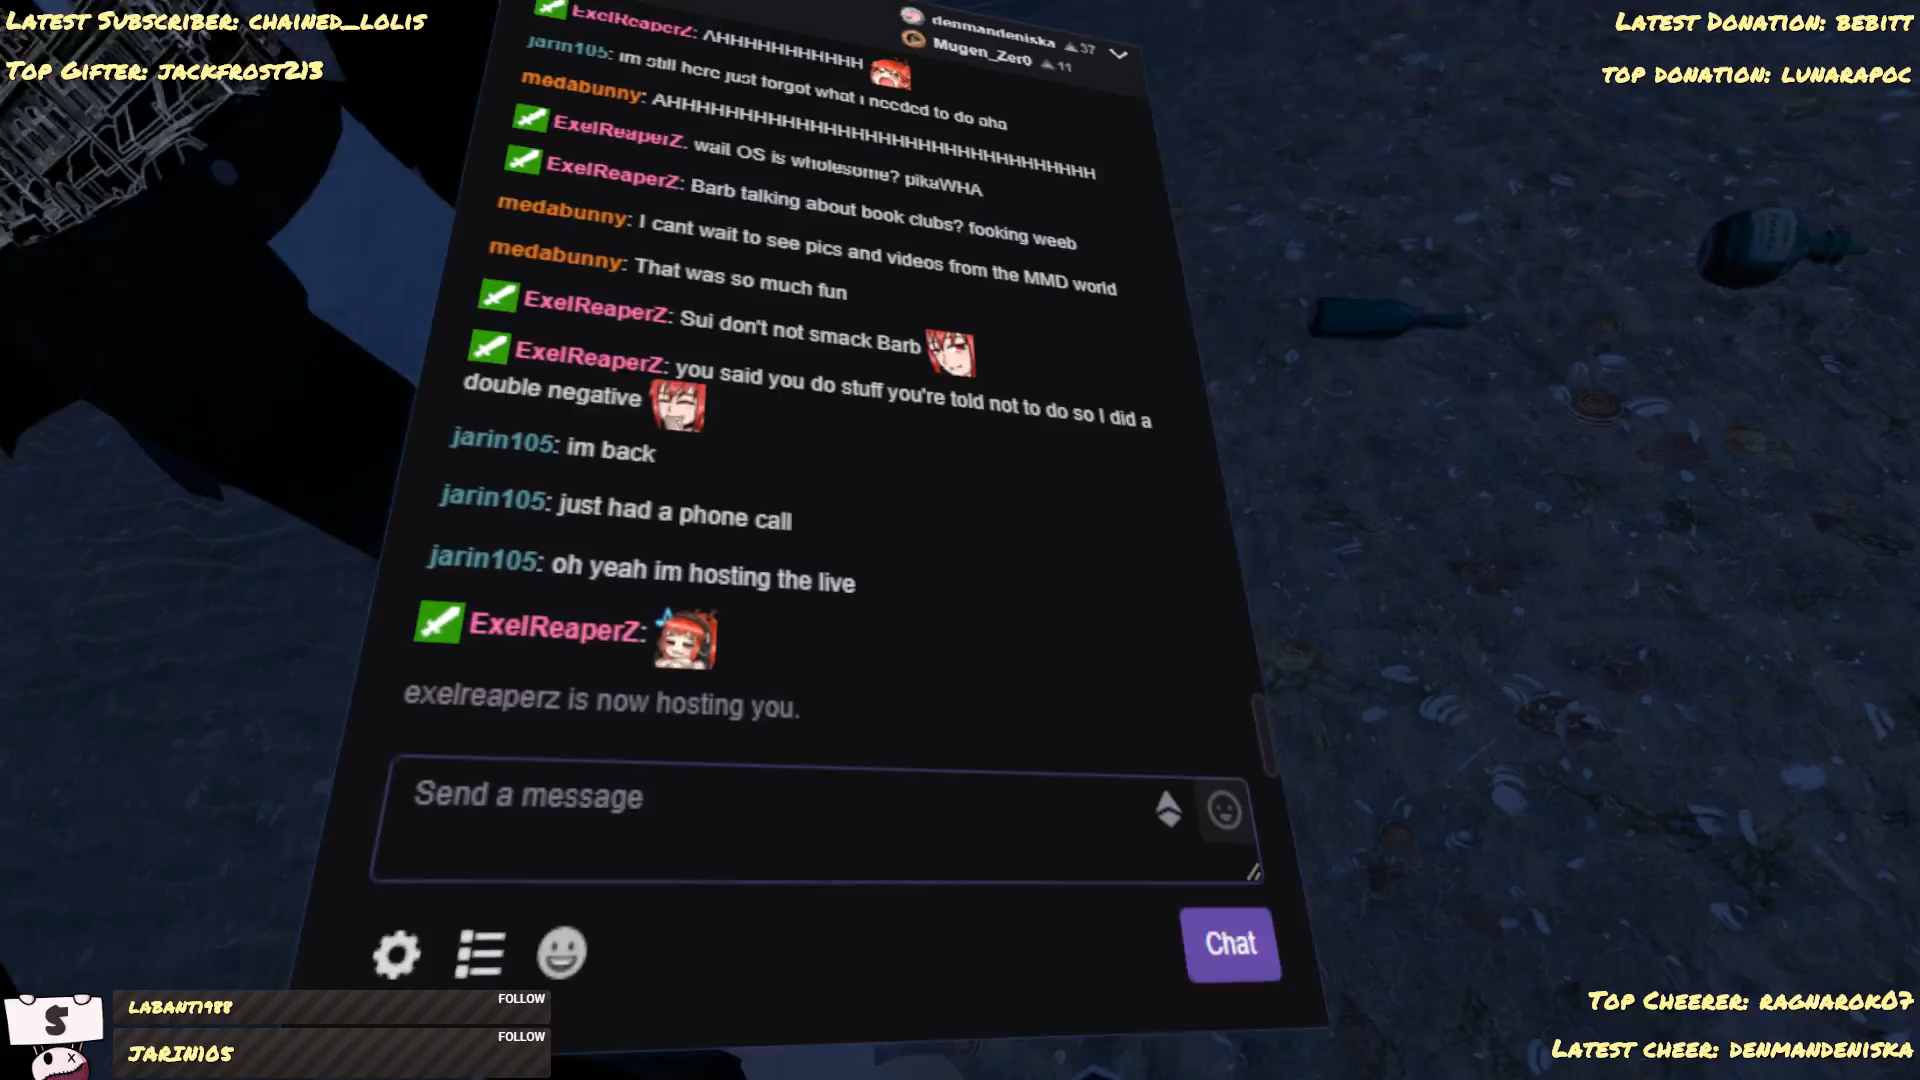 Latest Subscriber: chained_lolis
Top Gifter: jackfrost213
Latest Donation: bebitt
Top Donation: lunarapoc
denmandeniska 37
Mugen_Zer0 11
ExelReaperZ: AHHHHHHHHHHH
jarin105: im still here just forgot what i needed to do aha
medabunny: AHHHHHHHHHHHHHHHHHHHHHHHHHHHHHHHH
ExelReaperZ: wait OS is wholesome? pikaWHA
ExelReaperZ: Barb talking about book clubs? fooking weeb
medabunny: I cant wait to see pics and videos from the MMD world
medabunny: That was so much fun
ExelReaperZ: Sui don't not smack Barb
ExelReaperZ: you said you do stuff you're told not to do so I did a
double negative
jarin105: im back
jarin105: just had a phone call
jarin105: oh yeah im hosting the live
ExelReaperZ:
exelreaperz is now hosting you.
Send a message
Chat
S
labant1988
FOLLOW
jarin105
FOLLOW
Top Cheerer: ragnarok07
Latest cheer: denmandeniska